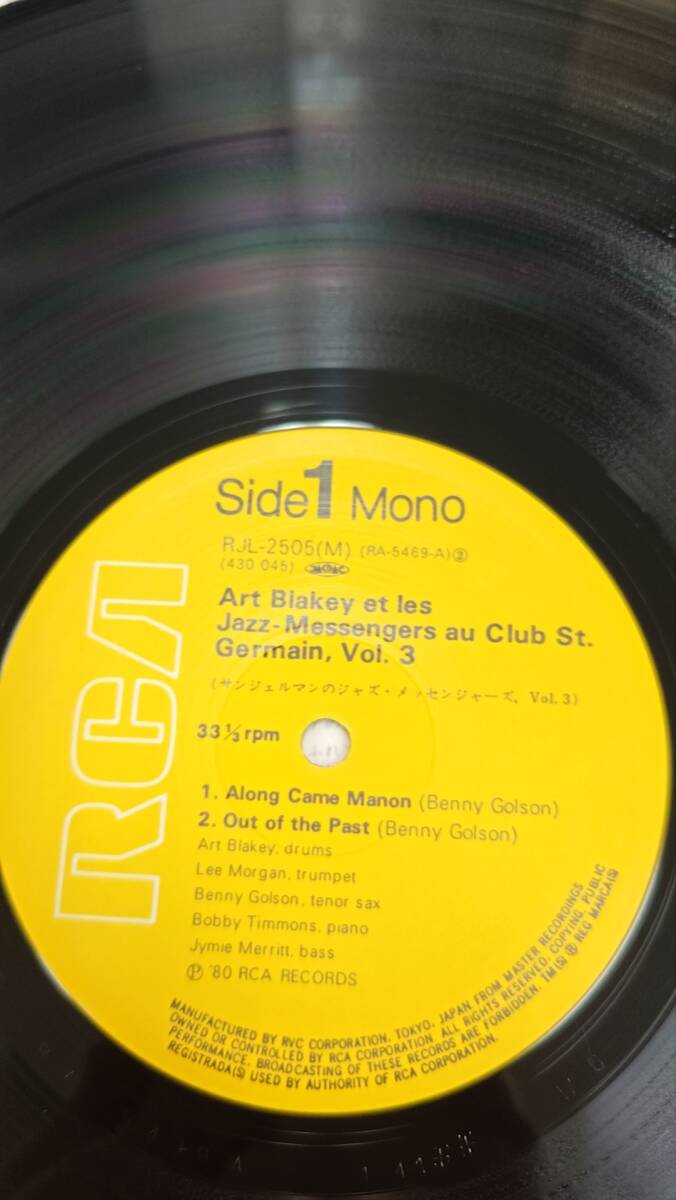 Side 1 Mono
RJL-2505(M) (RA-5469-A)②
(430 045)
Art Blakey et les
Jazz-Messengers au Club St.
Germain, Vol. 3
(サンジェルマンのジャズ・メッセンジャーズ, Vol.3)
33⅓ rpm
1. Along Came Manon (Benny Golson)
2. Out of the Past (Benny Golson)
Art Blakey, drums
Lee Morgan, trumpet
Benny Golson, tenor sax
Bobby Timmons, piano
Jymie Merritt, bass
Ⓟ '80 RCA RECORDS
RCA
MANUFACTURED BY RVC CORPORATION, TOKYO, JAPAN FROM MASTER RECORDINGS
OWNED OR CONTROLLED BY RCA CORPORATION. ALL RIGHTS RESERVED. COPYING, PUBLIC
PERFORMANCE, BROADCASTING OF THESE RECORDS ARE FORBIDDEN. TM(S) ® REG MARCA(S)
REGISTRADA(S) USED BY AUTHORITY OF RCA CORPORATION.